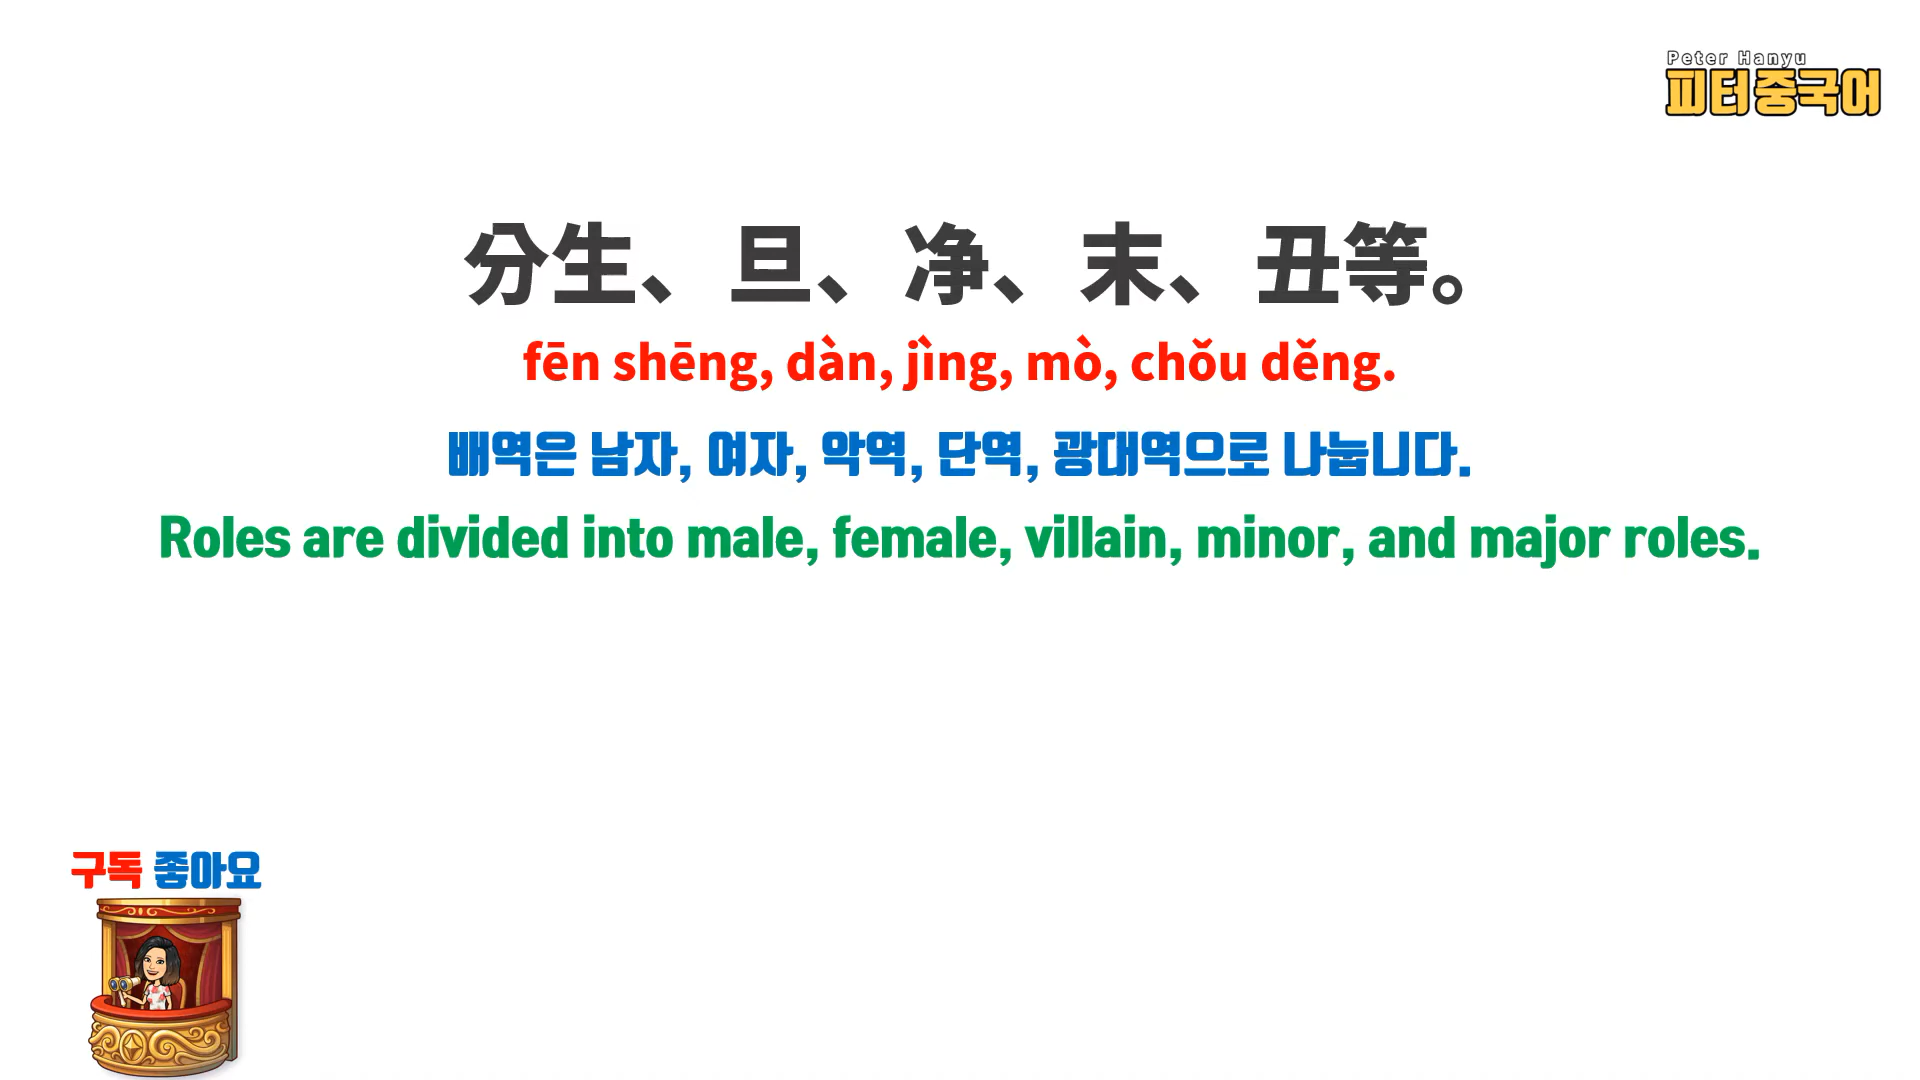 Peter Hanyu
피터 중국어
分生、旦、净、末、丑等。
fēn shēng, dàn, jìng, mò, chǒu děng.
배역은 남자, 여자, 악역, 단역, 광대역으로 나눕니다.
Roles are divided into male, female, villain, minor, and major roles.
구독 좋아요